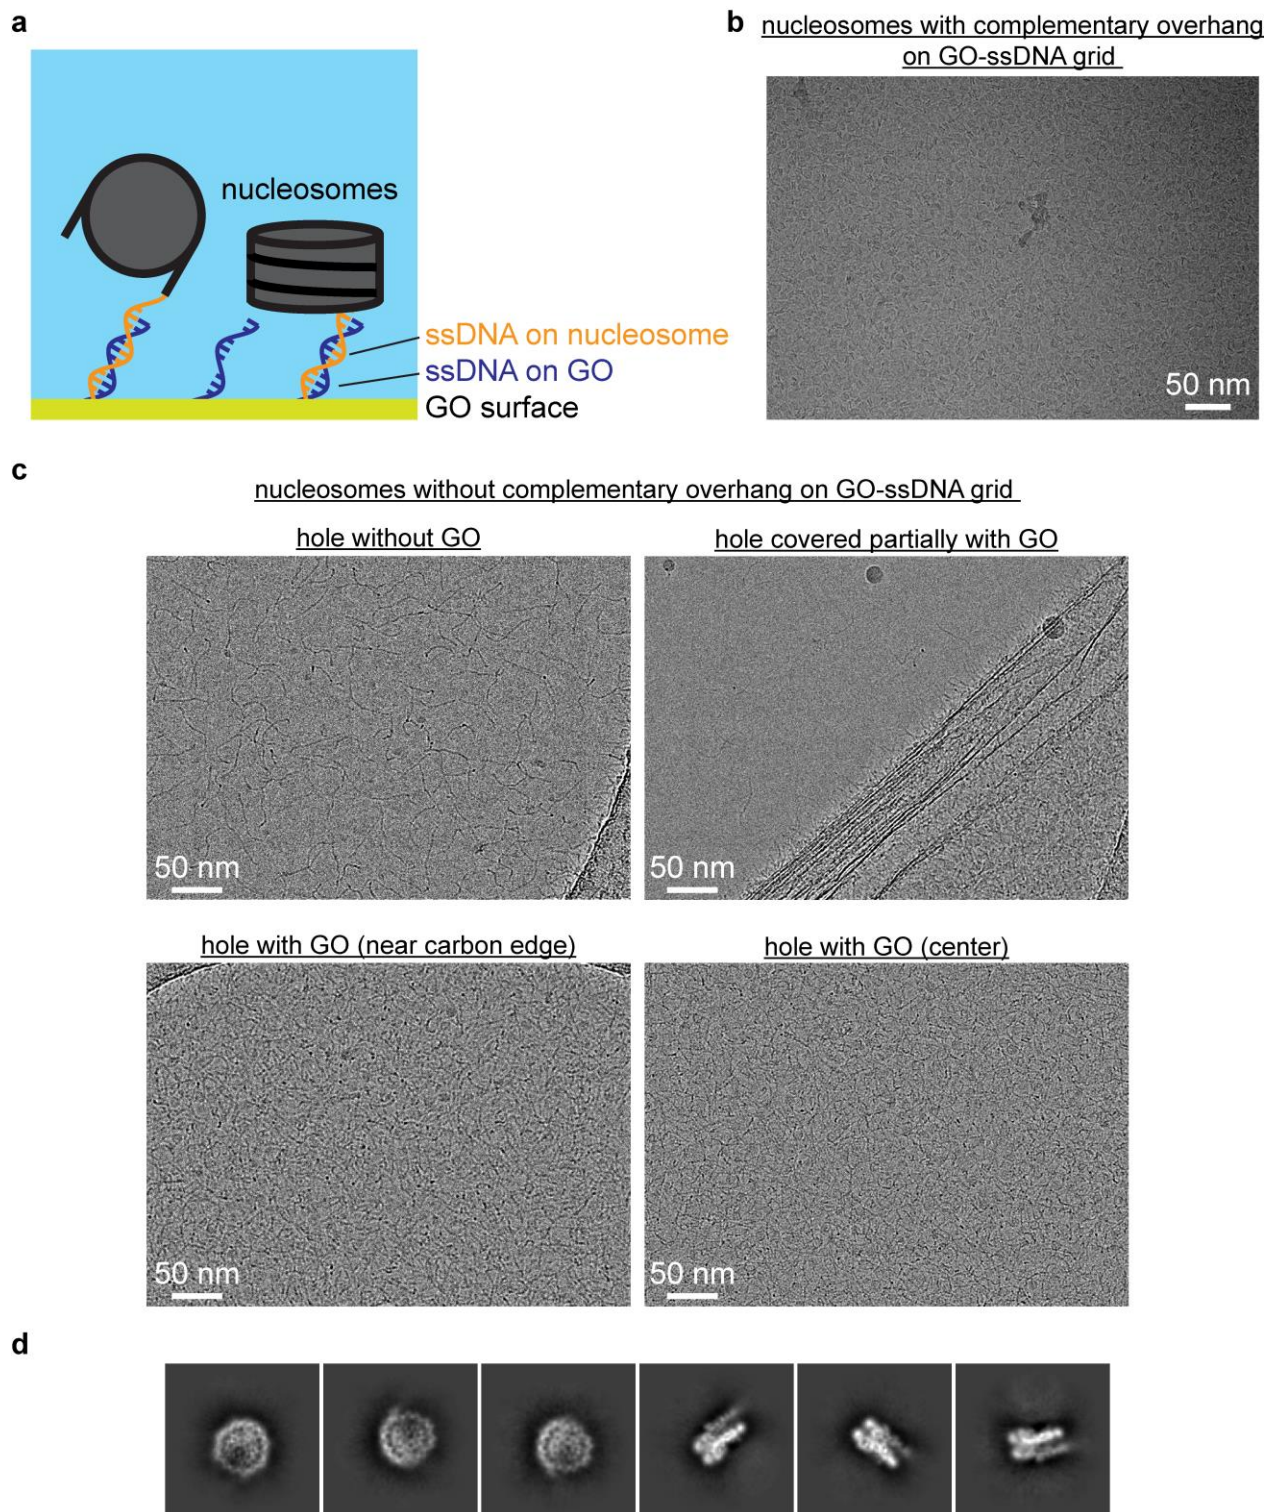 a
nucleosomes
ssDNA on nucleosome
ssDNA on GO
GO surface
b
nucleosomes with complementary overhang
on GO-ssDNA grid
50 nm
c
nucleosomes without complementary overhang on GO-ssDNA grid
hole without GO
hole covered partially with GO
50 nm
50 nm
hole with GO (near carbon edge)
hole with GO (center)
50 nm
50 nm
d